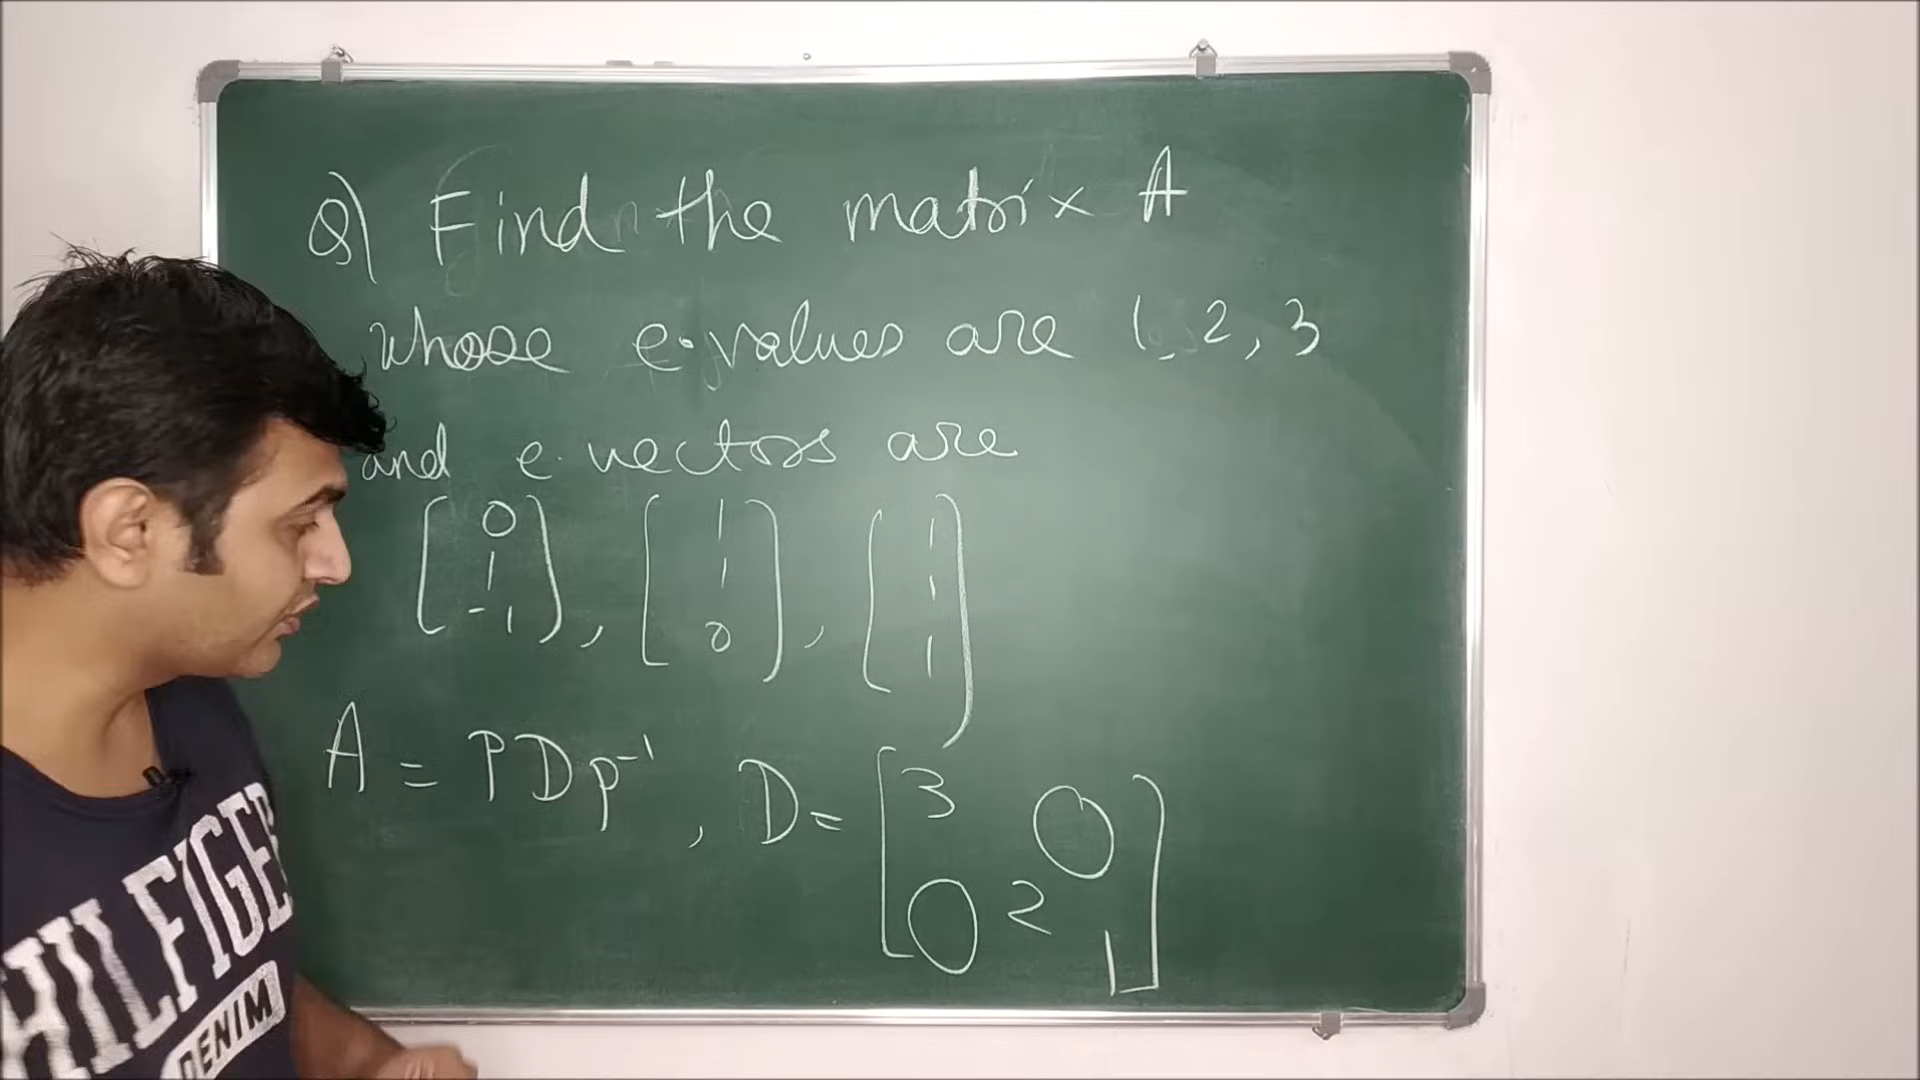 Q) Find the matrix A
whose e.values are 1, 2, 3
and e.vectors are
[0 1 -1], [1 1 0], [1 1 1]
A = PDP⁻¹, D = [3 0 0 2 1]
HILFIGER
DENIM